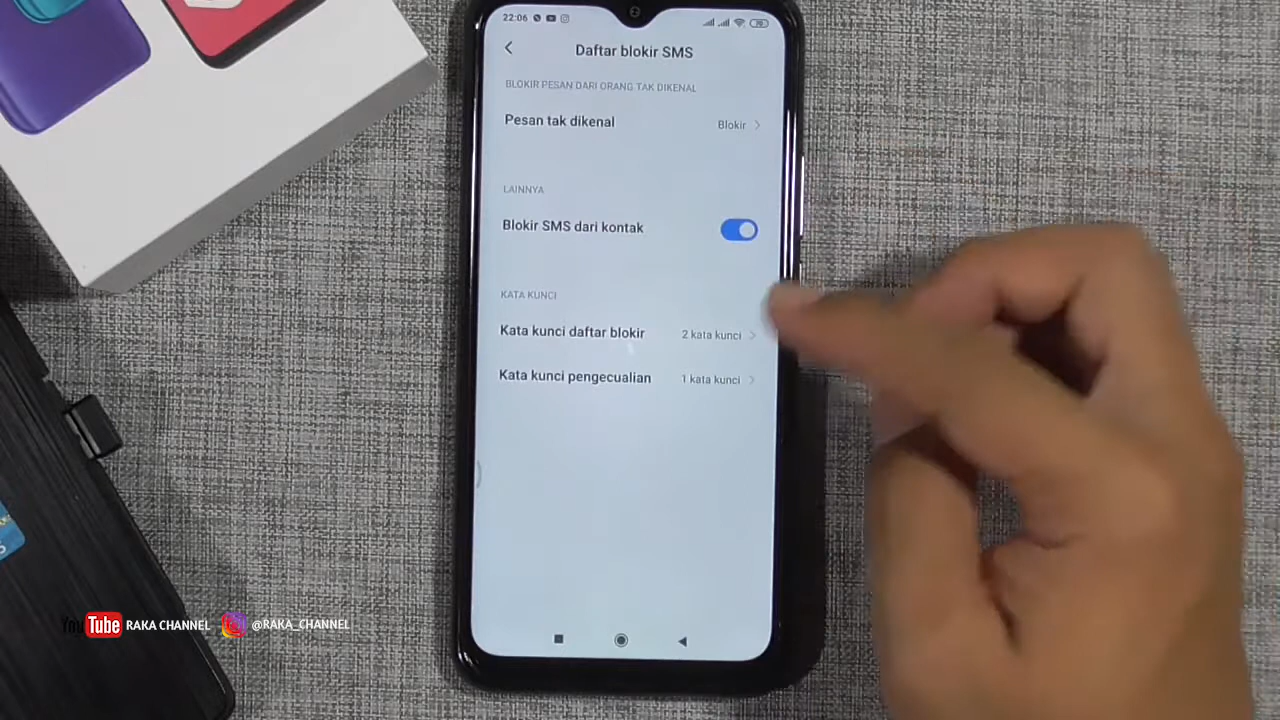 22:06
Daftar blokir SMS
BLOKIR PESAN DARI ORANG TAK DIKENAL
Pesan tak dikenal Blokir
LAINNYA
Blokir SMS dari kontak
KATA KUNCI
Kata kunci daftar blokir 2 kata kunci
Kata kunci pengecualian 1 kata kunci
YouTube RAKA CHANNEL @RAKA_CHANNEL